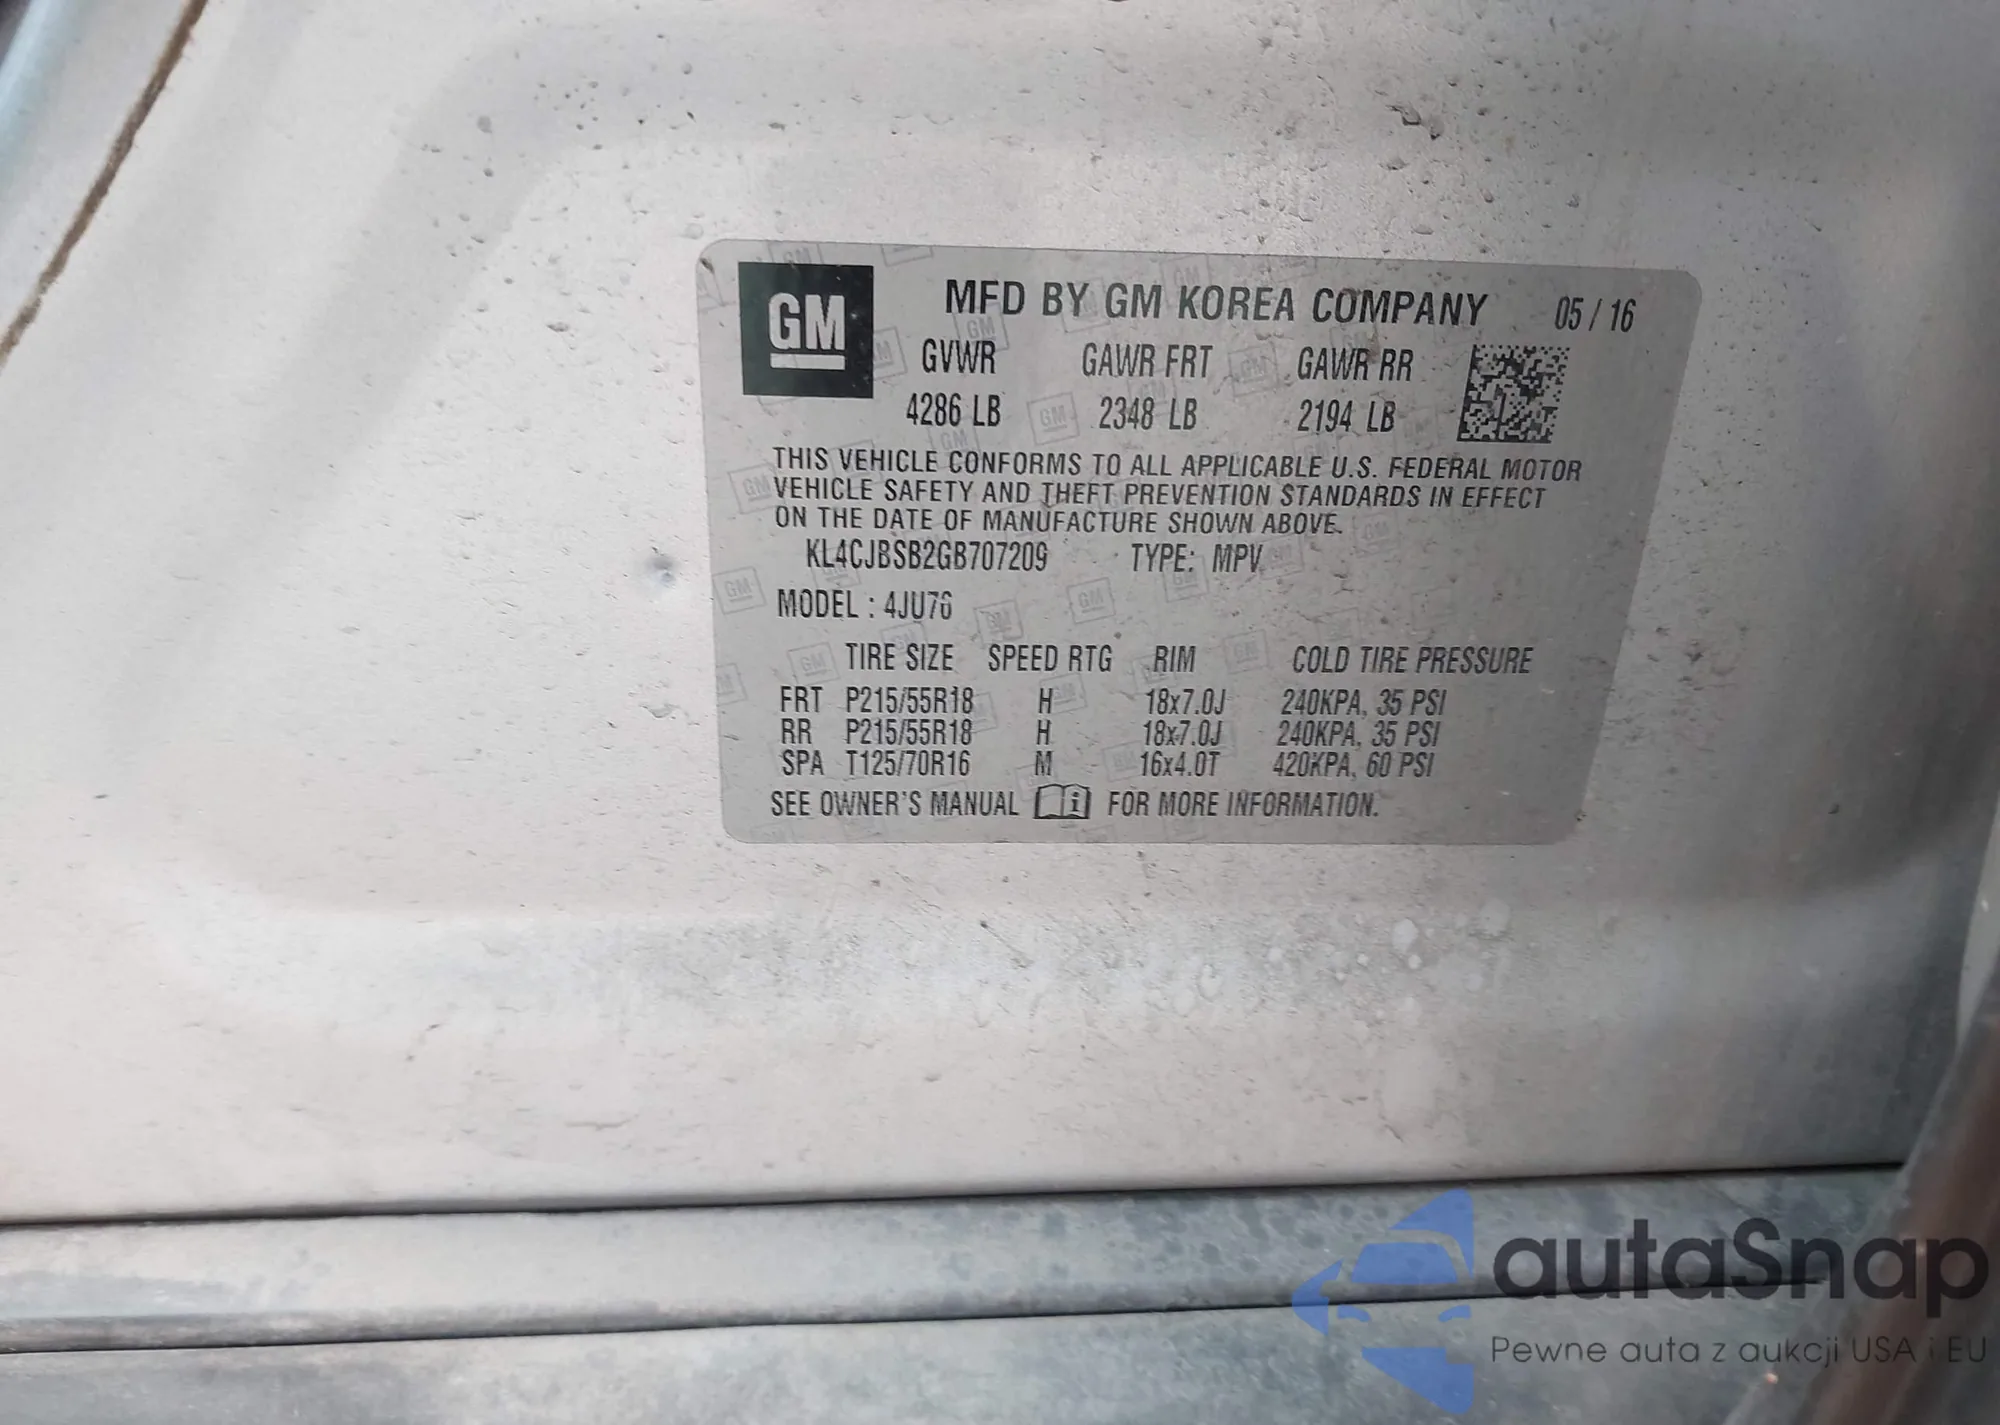 GM
MFD BY GM KOREA COMPANY 05 / 16
GVWR GAWR FRT GAWR RR
4286 LB 2348 LB 2194 LB
THIS VEHICLE CONFORMS TO ALL APPLICABLE U.S. FEDERAL MOTOR
VEHICLE SAFETY AND THEFT PREVENTION STANDARDS IN EFFECT
ON THE DATE OF MANUFACTURE SHOWN ABOVE.
KL4CJBSB2GB707209 TYPE: MPV
MODEL : 4JU76
TIRE SIZE SPEED RTG RIM COLD TIRE PRESSURE
FRT P215/55R18 H 18x7.0J 240KPA, 35 PSI
RR P215/55R18 H 18x7.0J 240KPA, 35 PSI
SPA T125/70R16 M 16x4.0T 420KPA, 60 PSI
SEE OWNER'S MANUAL FOR MORE INFORMATION.
autaSnap
Pewne auta z aukcji USA i EU